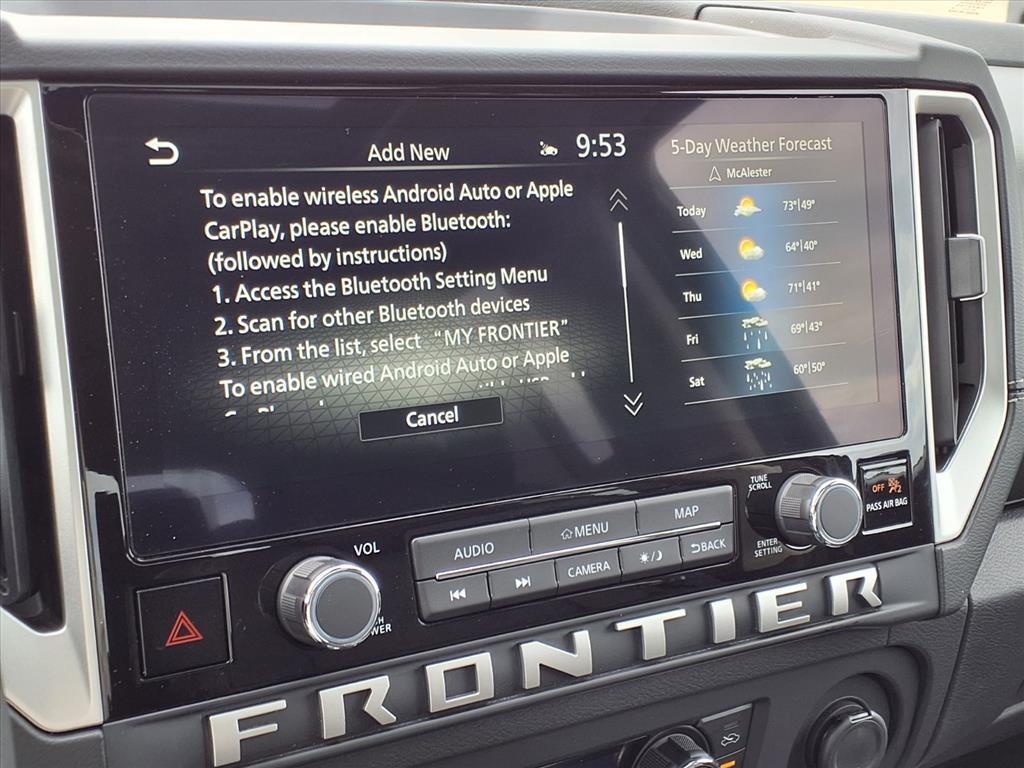 Add New
9:53
To enable wireless Android Auto or Apple
CarPlay, please enable Bluetooth:
(followed by instructions)
1. Access the Bluetooth Setting Menu
2. Scan for other Bluetooth devices
3. From the list, select "MY FRONTIER"
To enable wired Android Auto or Apple
Cancel
5-Day Weather Forecast
McAlester
Today 73°|49°
Wed 64°|40°
Thu 71°|41°
Fri 69°|43°
Sat 60°|50°
VOL
AUDIO
MENU
MAP
CAMERA
BACK
TUNE
SCROLL
ENTER
SETTING
OFF 2
PASS AIR BAG
FRONTIER